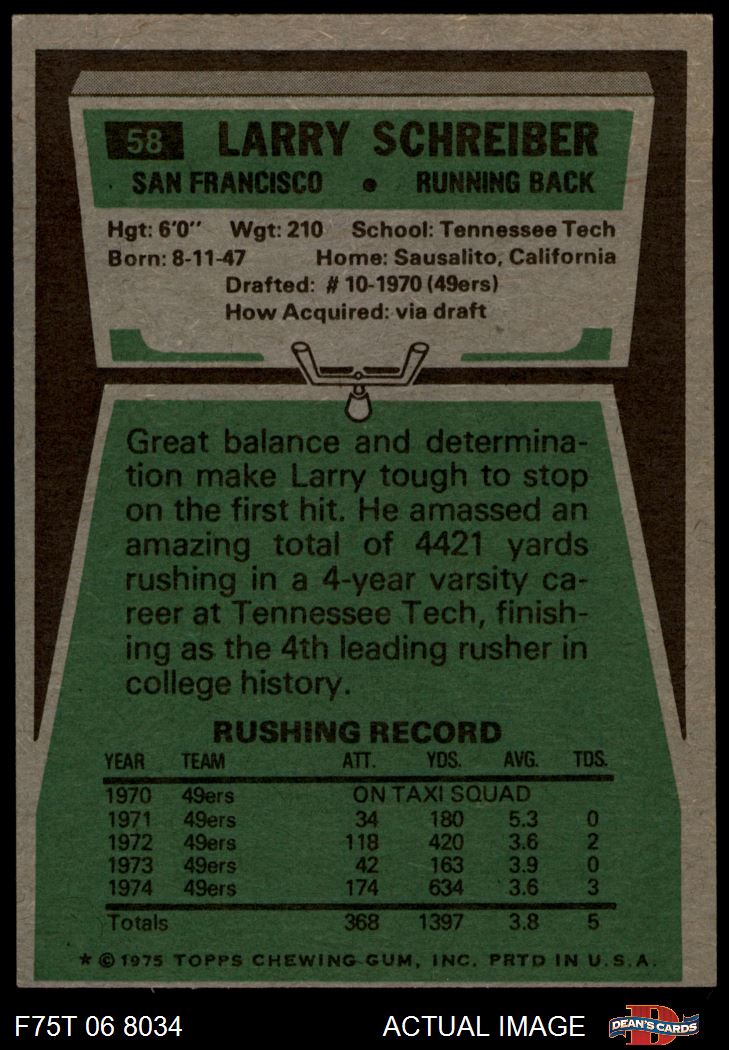 58 LARRY SCHREIBER
SAN FRANCISCO • RUNNING BACK
Hgt: 6'0" Wgt: 210 School: Tennessee Tech
Born: 8-11-47 Home: Sausalito, California
Drafted: # 10-1970 (49ers)
How Acquired: via draft
Great balance and determina-
tion make Larry tough to stop
on the first hit. He amassed an
amazing total of 4421 yards
rushing in a 4-year varsity ca-
reer at Tennessee Tech, finish-
ing as the 4th leading rusher in
college history.
RUSHING RECORD
YEAR TEAM ATT. YDS. AVG. TDS.
1970 49ers ON TAXI SQUAD
1971 49ers 34 180 5.3 0
1972 49ers 118 420 3.6 2
1973 49ers 42 163 3.9 0
1974 49ers 174 634 3.6 3
Totals 368 1397 3.8 5
* © 1975 TOPPS CHEWING GUM, INC. PRTD IN U.S.A.
F75T 06 8034 ACTUAL IMAGE D DEAN'S CARDS